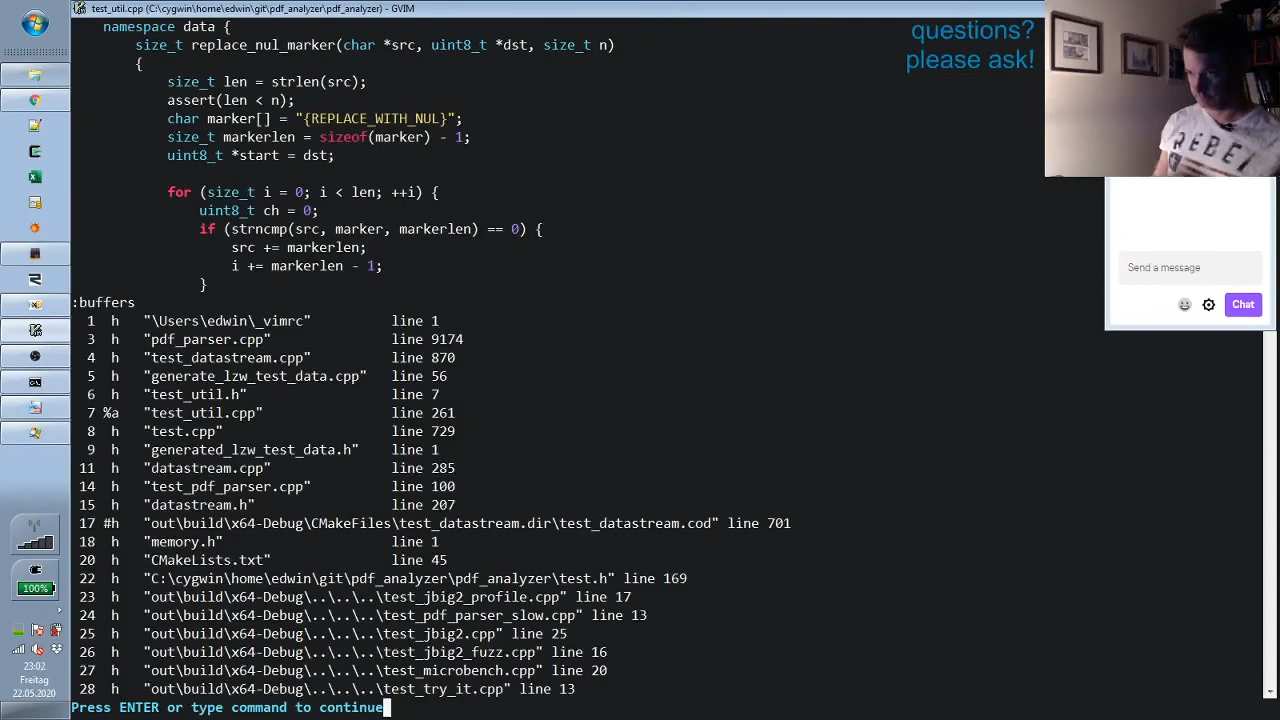 test_util.cpp (C:\cygwin\home\edwin\git\pdf_analyzer\pdf_analyzer) - GVIM
namespace data {
size_t replace_nul_marker(char *src, uint8_t *dst, size_t n)
{
size_t len = strlen(src);
assert(len < n);
char marker[] = "{REPLACE_WITH_NUL}";
size_t markerlen = sizeof(marker) - 1;
uint8_t *start = dst;
for (size_t i = 0; i < len; ++i) {
uint8_t ch = 0;
if (strncmp(src, marker, markerlen) == 0) {
src += markerlen;
i += markerlen - 1;
}
:buffers
1 h "\Users\edwin\_vimrc" line 1
3 h "pdf_parser.cpp" line 9174
4 h "test_datastream.cpp" line 870
5 h "generate_lzw_test_data.cpp" line 56
6 h "test_util.h" line 7
7 %a "test_util.cpp" line 261
8 h "test.cpp" line 729
9 h "generated_lzw_test_data.h" line 1
11 h "datastream.cpp" line 285
14 h "test_pdf_parser.cpp" line 100
15 h "datastream.h" line 207
17 #h "out\build\x64-Debug\CMakeFiles\test_datastream.dir\test_datastream.cod" line 701
18 h "memory.h" line 1
20 h "CMakeLists.txt" line 45
22 h "C:\cygwin\home\edwin\git\pdf_analyzer\pdf_analyzer\test.h" line 169
23 h "out\build\x64-Debug\..\..\..\test_jbig2_profile.cpp" line 17
24 h "out\build\x64-Debug\..\..\..\test_pdf_parser_slow.cpp" line 13
25 h "out\build\x64-Debug\..\..\..\test_jbig2.cpp" line 25
26 h "out\build\x64-Debug\..\..\..\test_jbig2_fuzz.cpp" line 16
27 h "out\build\x64-Debug\..\..\..\test_microbench.cpp" line 20
28 h "out\build\x64-Debug\..\..\..\test_try_it.cpp" line 13
Press ENTER or type command to continue
questions?
please ask!
REBEL
Send a message
Chat
100%
23:02
Freitag
22.05.2020